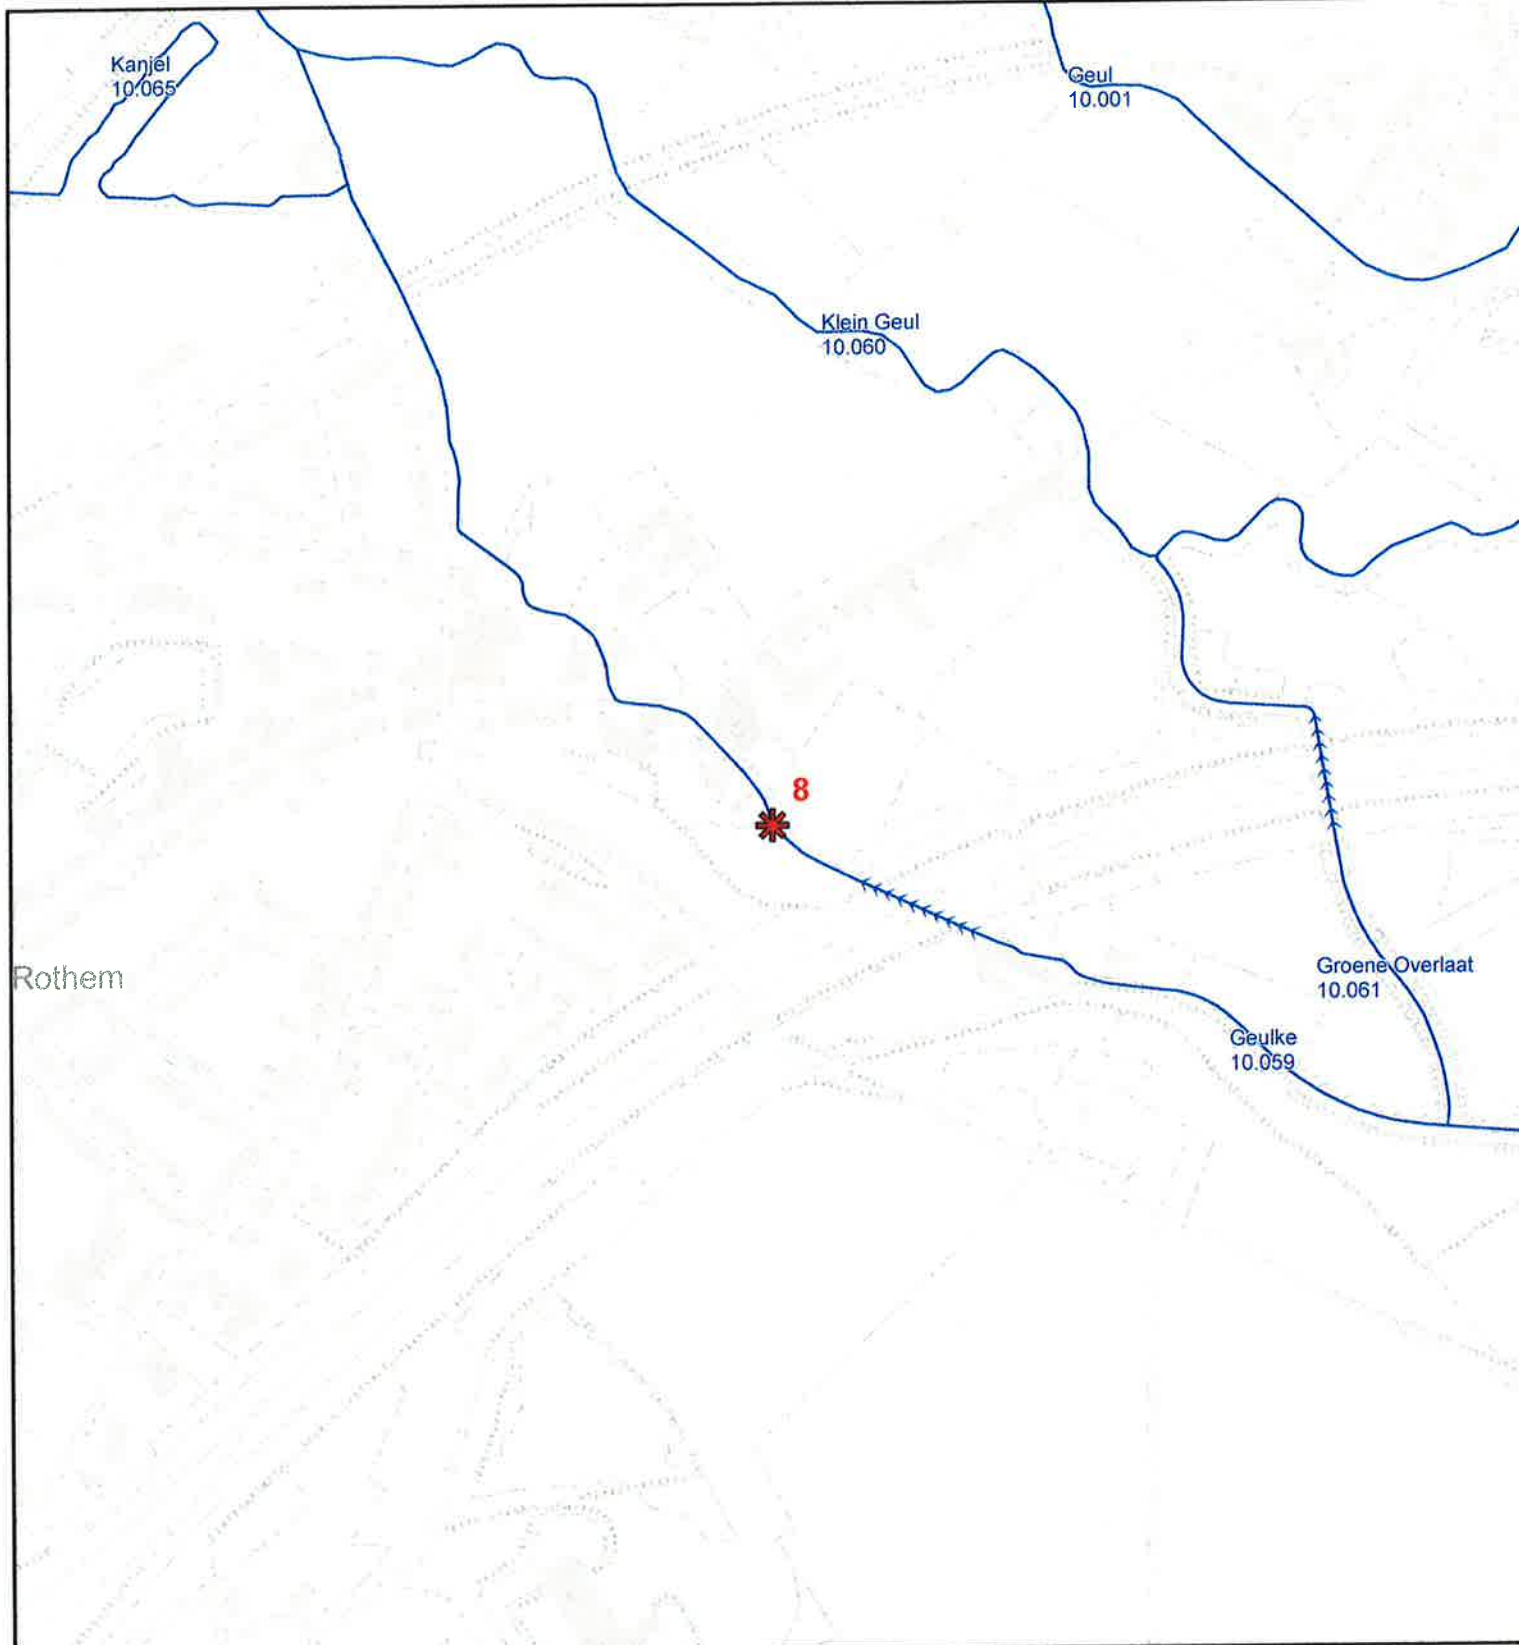 Kanjel
10.065
Geul
10.001
Klein Geul
10.060
8
Rothem
Groene Overlaat
10.061
Geulke
10.059